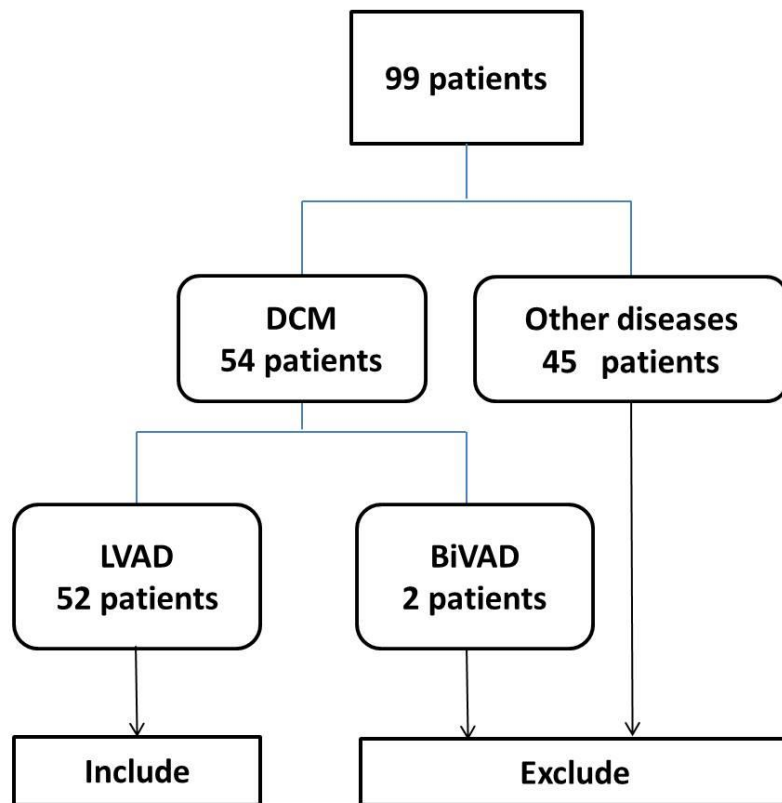 99 patients
DCM
54 patients
Other diseases
45 patients
LVAD
52 patients
BiVAD
2 patients
Include
Exclude